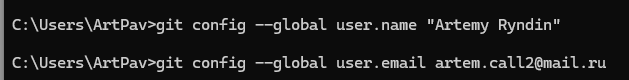 C:\Users\ArtPav>git config --global user.name "Artemy Ryndin"
C:\Users\ArtPav>git config --global user.email artem.call2@mail.ru